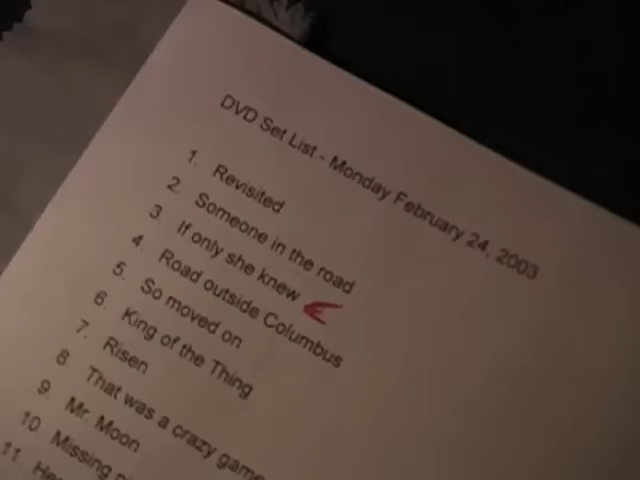 DVD Set List - Monday February 24, 2003
1. Revisited
2. Someone in the road
3. If only she knew
4 Road outside Columbus
5. So moved on
6. King of the Thing
7. Risen
8. That was a crazy game
9. Mr. Moon
10 Missing
11